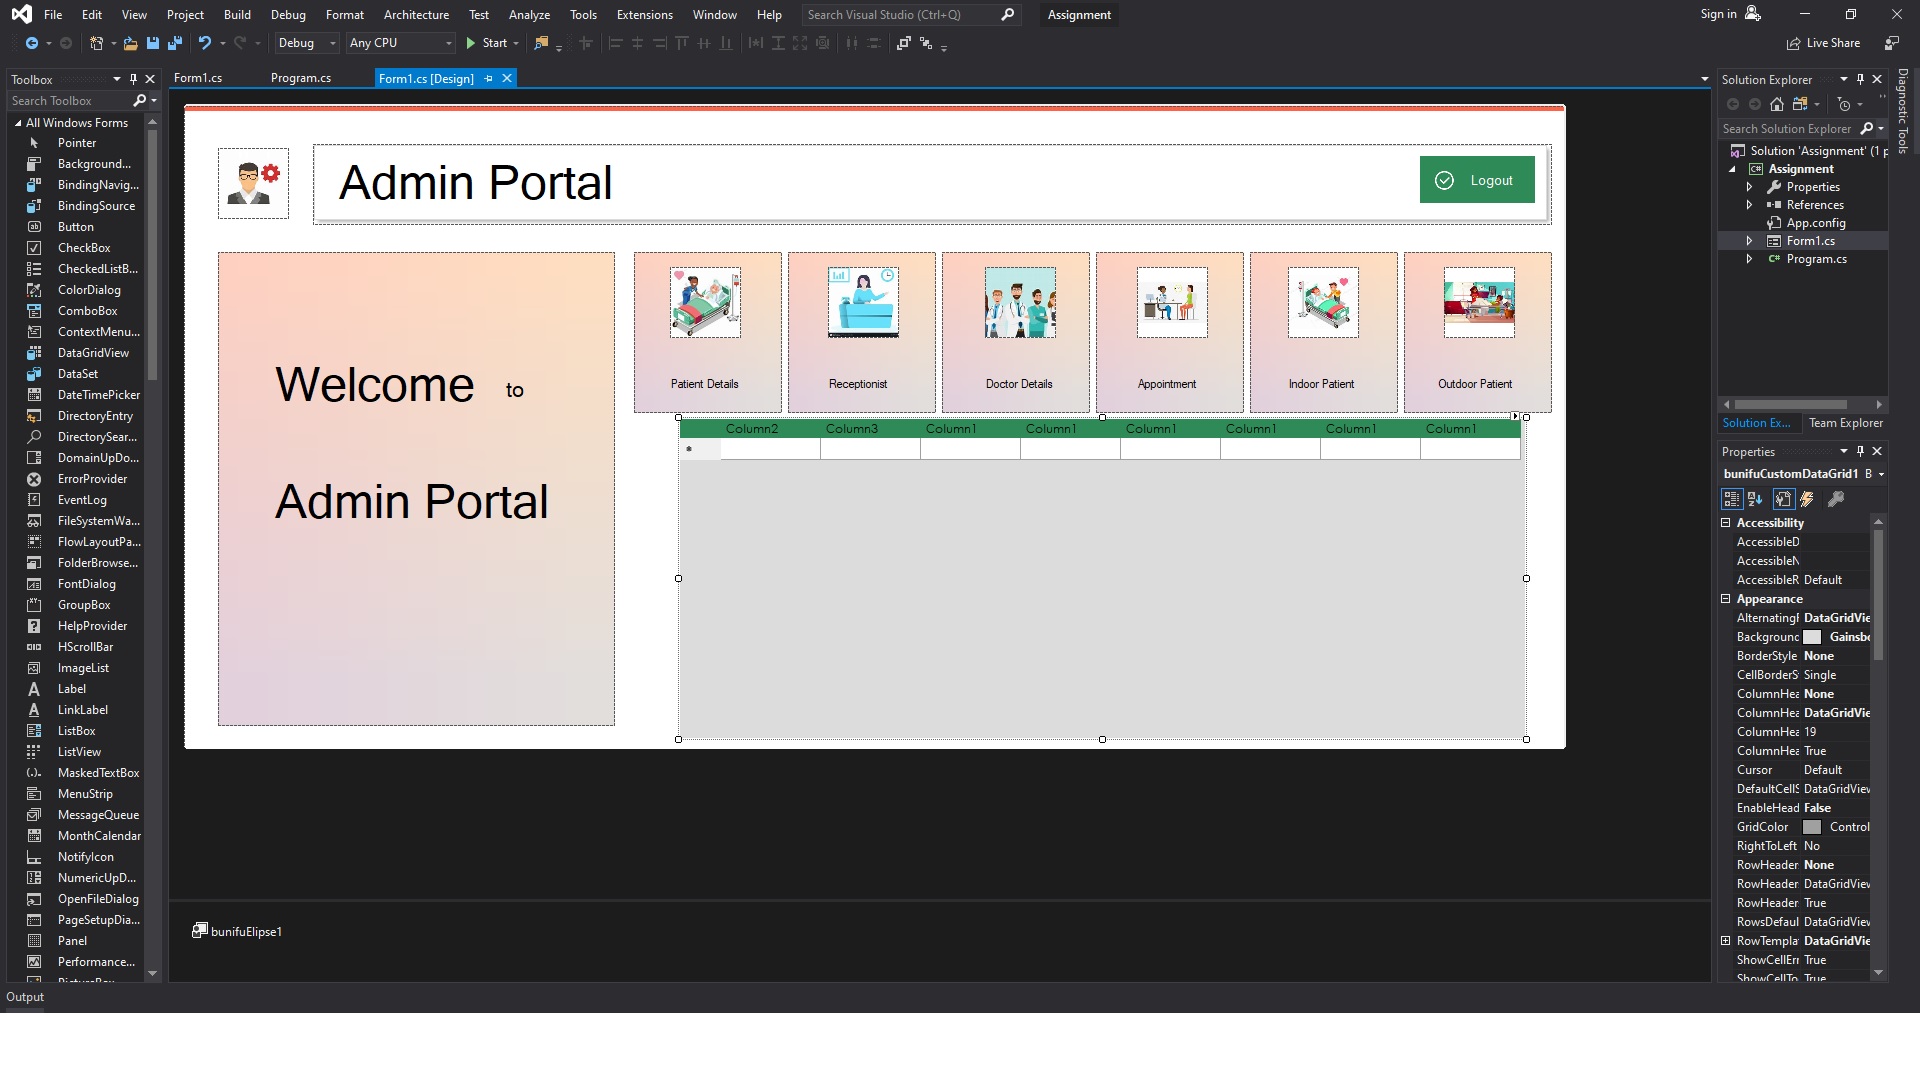 File Edit View Project Build Debug Format Architecture Test Analyze Tools Extensions Window Help Search Visual Studio (Ctrl+Q) Assignment Sign in
Debug Any CPU Start Live Share
Toolbox
Search Toolbox
All Windows Forms
Pointer
Background...
BindingNavig...
BindingSource
Button
CheckBox
CheckedListB...
ColorDialog
ComboBox
ContextMenu...
DataGridView
DataSet
DateTimePicker
DirectoryEntry
DirectorySear...
DomainUpDo...
ErrorProvider
EventLog
FileSystemWa...
FlowLayoutPa...
FolderBrowse...
FontDialog
GroupBox
HelpProvider
HScrollBar
ImageList
Label
LinkLabel
ListBox
ListView
MaskedTextBox
MenuStrip
MessageQueue
MonthCalendar
NotifyIcon
NumericUpD...
OpenFileDialog
PageSetupDia...
Panel
Performance...
PictureBox
Output
Form1.cs Program.cs Form1.cs [Design]
Admin Portal
Logout
Welcome to
Admin Portal
Patient Details Receptionist Doctor Details Appointment Indoor Patient Outdoor Patient
Column2 Column3 Column1 Column1 Column1 Column1 Column1 Column1
bunifuElipse1
Solution Explorer
Search Solution Explorer
Solution 'Assignment' (1 p
C# Assignment
Properties
References
App.config
Form1.cs
C# Program.cs
Solution Ex... Team Explorer
Properties
bunifuCustomDataGrid1 B
Accessibility
AccessibleD
AccessibleN
AccessibleR Default
Appearance
AlternatingR DataGridVie
Background Gainsbo
BorderStyle None
CellBorderS Single
ColumnHea None
ColumnHea DataGridVie
ColumnHea 19
ColumnHea True
Cursor Default
DefaultCellS DataGridView
EnableHead False
GridColor Control
RightToLeft No
RowHeader None
RowHeader DataGridView
RowHeader True
RowsDefaul DataGridView
RowTempla DataGridVie
ShowCellErr True
ShowCellTo True
Diagnostic Tools